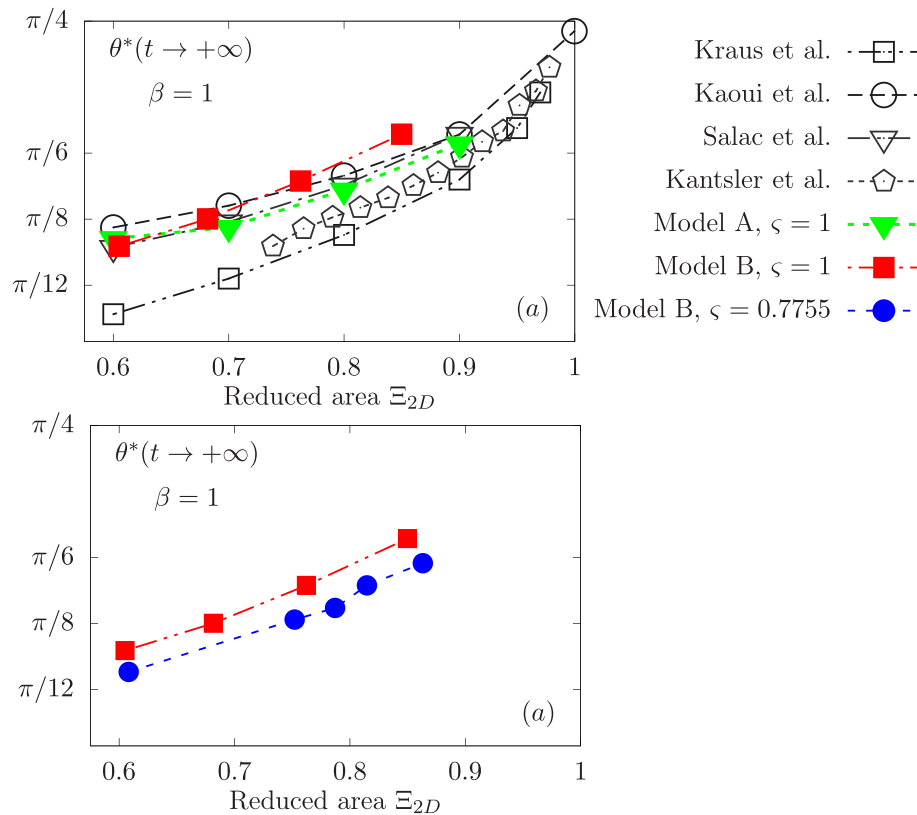 π/4
π/6
π/8
π/12
θ*(t → +∞)
β = 1
(a)
0.6 0.7 0.8 0.9 1
Reduced area Ξ2D
Kraus et al.
Kaoui et al.
Salac et al.
Kantsler et al.
Model A, ς = 1
Model B, ς = 1
Model B, ς = 0.7755
π/4
π/6
π/8
π/12
θ*(t → +∞)
β = 1
(a)
0.6 0.7 0.8 0.9 1
Reduced area Ξ2D